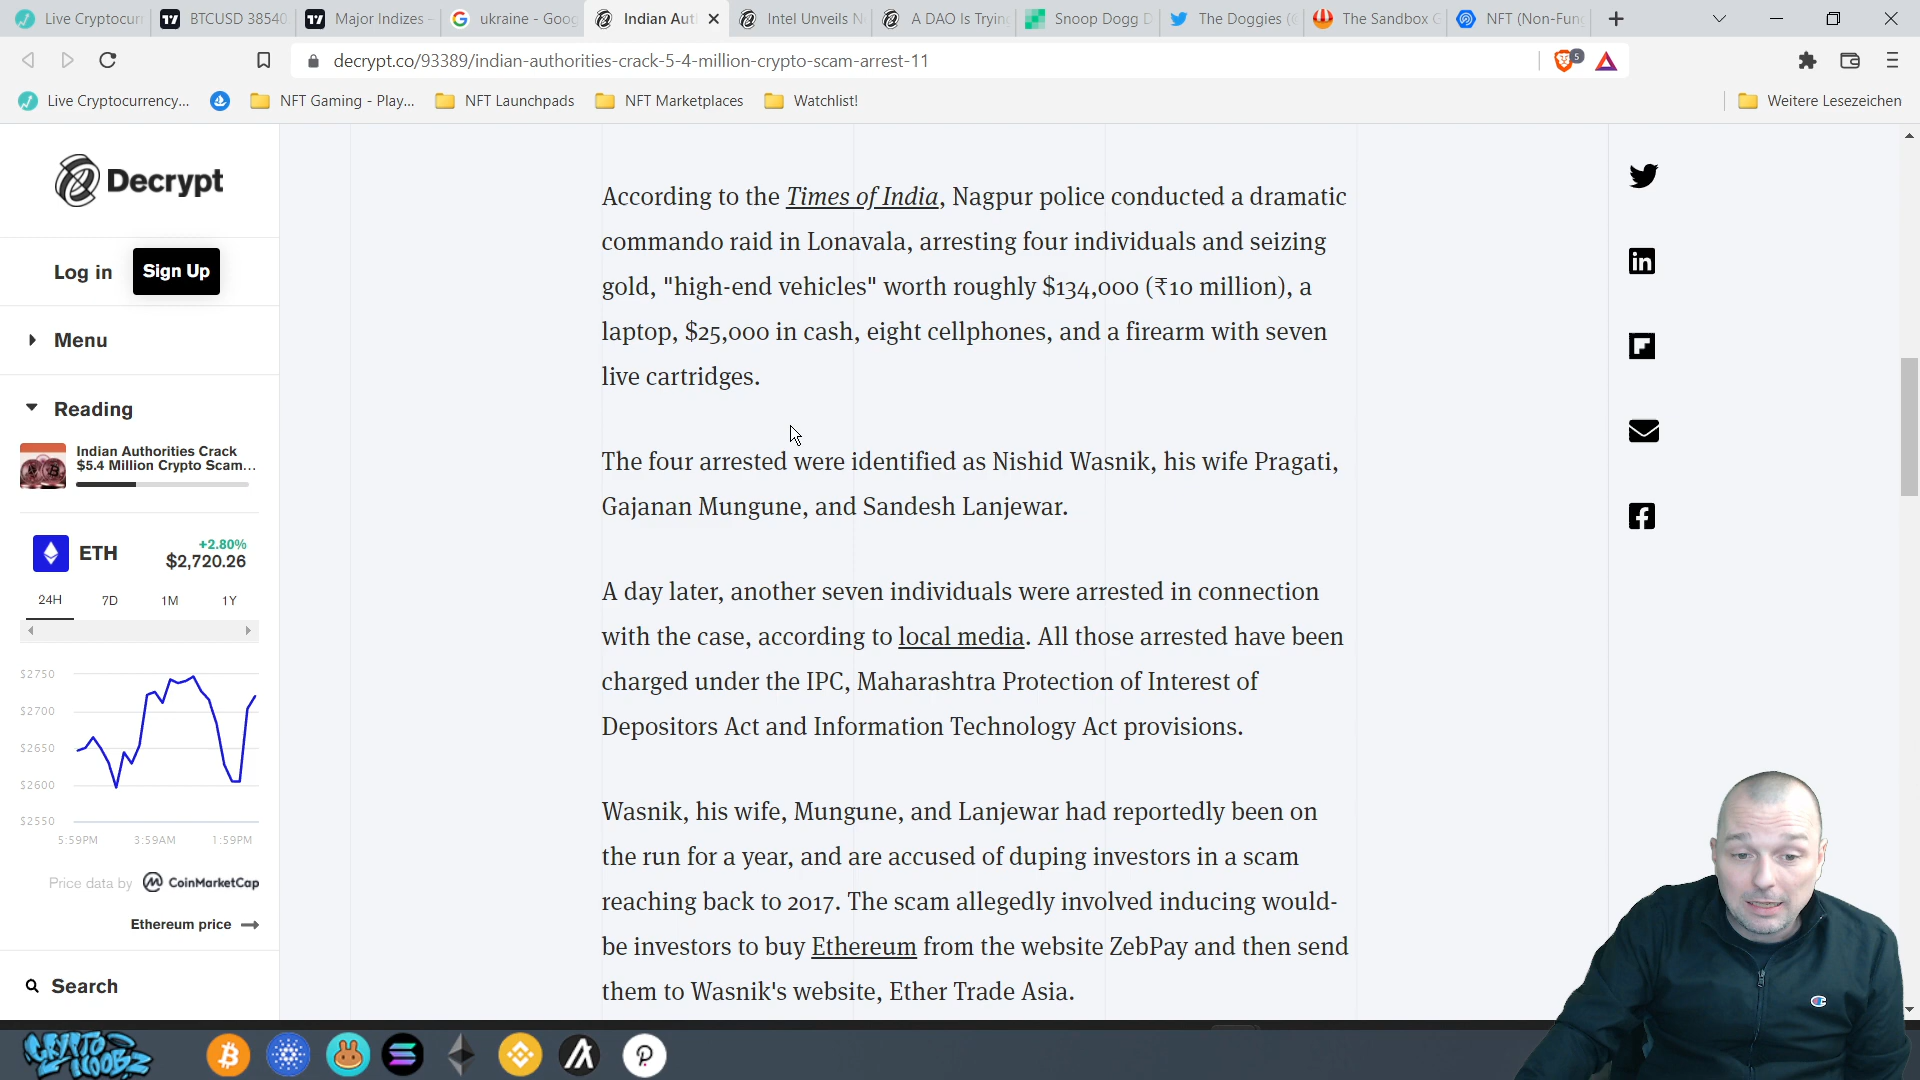 Live Cryptocurr
BTCUSD 38540
Major Indizes -
ukraine - Goog
Indian Aut
Intel Unveils N
A DAO Is Tryin
Snoop Dogg D
The Doggies (
The Sandbox
NFT (Non-Fun
decrypt.co/93389/indian-authorities-crack-5-4-million-crypto-scam-arrest-11
5
Live Cryptocurrency...
NFT Gaming - Play...
NFT Launchpads
NFT Marketplaces
Watchlist!
Weitere Lesezeichen
Decrypt
Log in
Sign Up
Menu
Reading
Indian Authorities Crack
$5.4 Million Crypto Scam...
ETH
+2.80%
$2,720.26
24H 7D 1M 1Y
$2750
$2700
$2650
$2600
$2550
5:59PM 3:59AM 1:59PM
Price data by CoinMarketCap
Ethereum price
Search
According to the Times of India, Nagpur police conducted a dramatic
commando raid in Lonavala, arresting four individuals and seizing
gold, "high-end vehicles" worth roughly $134,000 (₹10 million), a
laptop, $25,000 in cash, eight cellphones, and a firearm with seven
live cartridges.
The four arrested were identified as Nishid Wasnik, his wife Pragati,
Gajanan Mungune, and Sandesh Lanjewar.
A day later, another seven individuals were arrested in connection
with the case, according to local media. All those arrested have been
charged under the IPC, Maharashtra Protection of Interest of
Depositors Act and Information Technology Act provisions.
Wasnik, his wife, Mungune, and Lanjewar had reportedly been on
the run for a year, and are accused of duping investors in a scam
reaching back to 2017. The scam allegedly involved inducing would-
be investors to buy Ethereum from the website ZebPay and then send
them to Wasnik's website, Ether Trade Asia.
CRYPTO
NOOBZ